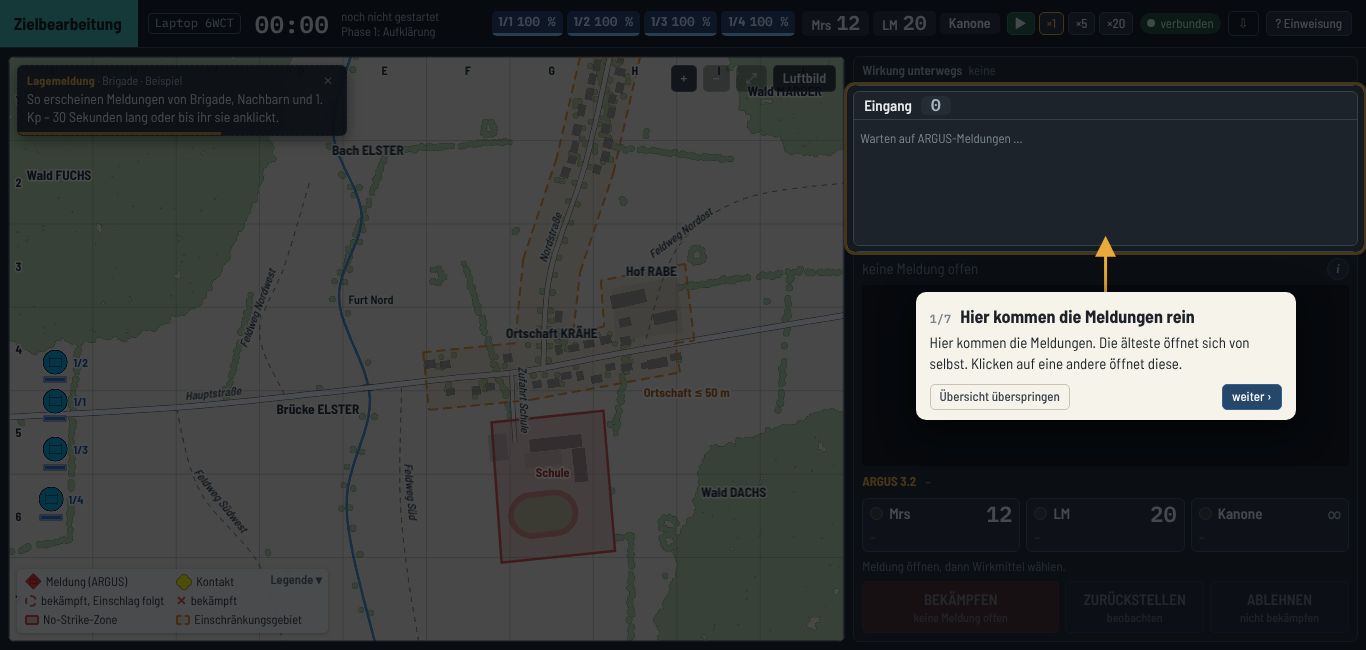 Zielbearbeitung
Laptop 6WCT
00:00
noch nicht gestartet
Phase 1: Aufklärung
1/1 100 %
1/2 100 %
1/3 100 %
1/4 100 %
Mrs 12
LM 20
Kanone
×1
×5
×20
verbunden
⇩
? Einweisung
Lagemeldung · Brigade · Beispiel
×
So erscheinen Meldungen von Brigade, Nachbarn und 1.
Kp – 30 Sekunden lang oder bis ihr sie anklickt.
E
F
G
H
I
+
−
Luftbild
Wald MARDER
Bach ELSTER
2
Wald FUCHS
3
Nordstraße
Feldweg Nordost
Hof RABE
Feldweg Nordwest
Furt Nord
Ortschaft KRÄHE
4
1/2
1/1
Hauptstraße
Brücke ELSTER
Zufahrt Schule
Ortschaft ≤ 50 m
5
1/3
Schule
Feldweg Südwest
Feldweg Süd
Wald DACHS
1/4
6
Meldung (ARGUS)
Kontakt
Legende ▾
bekämpft, Einschlag folgt
bekämpft
No-Strike-Zone
Einschränkungsgebiet
Wirkung unterwegs keine
Eingang 0
Warten auf ARGUS-Meldungen ...
keine Meldung offen
i
1/7 Hier kommen die Meldungen rein
Hier kommen die Meldungen. Die älteste öffnet sich von
selbst. Klicken auf eine andere öffnet diese.
Übersicht überspringen
weiter ›
ARGUS 3.2 –
Mrs 12
–
LM 20
–
Kanone ∞
–
Meldung öffnen, dann Wirkmittel wählen.
BEKÄMPFEN
keine Meldung offen
ZURÜCKSTELLEN
beobachten
ABLEHNEN
nicht bekämpfen